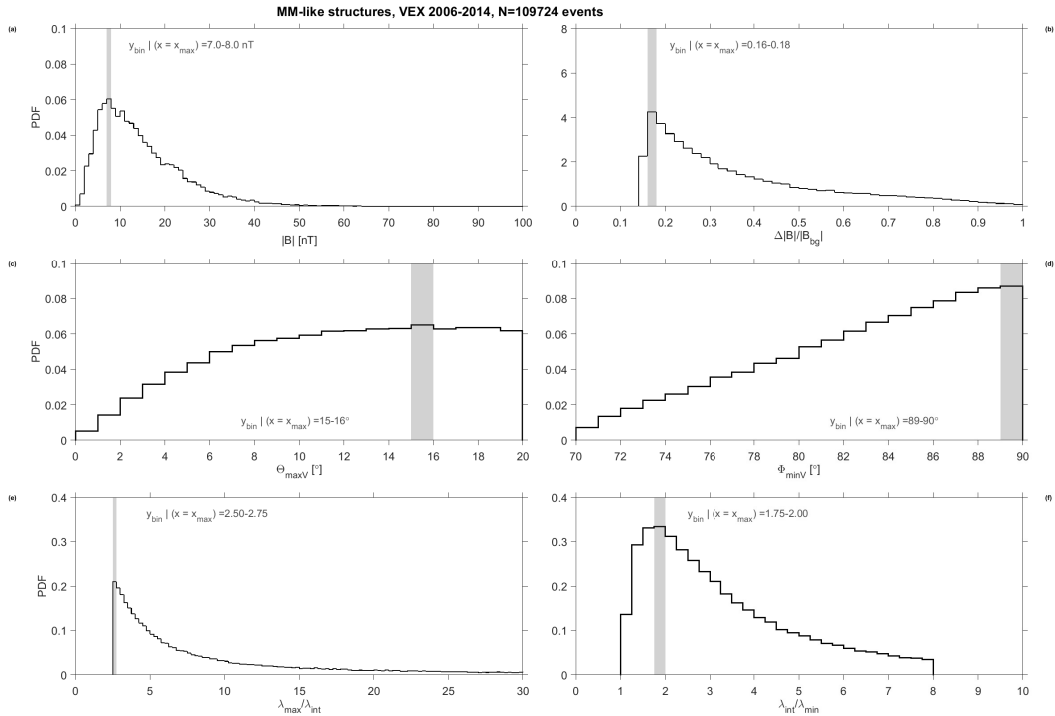 MM-like structures, VEX 2006-2014, N=109724 events
(a)
0.1
0.08
0.06
0.04
0.02
0
PDF
y_bin | (x = x_max) =7.0-8.0 nT
0 10 20 30 40 50 60 70 80 90 100
|B| [nT]
(b)
8
6
4
2
0
y_bin | (x = x_max) =0.16-0.18
0 0.1 0.2 0.3 0.4 0.5 0.6 0.7 0.8 0.9 1
Δ|B|/|B_bg|
(c)
0.1
0.08
0.06
0.04
0.02
0
PDF
y_bin | (x = x_max) =15-16°
0 2 4 6 8 10 12 14 16 18 20
Θ_maxV [°]
(d)
0.1
0.08
0.06
0.04
0.02
0
y_bin | (x = x_max) =89-90°
70 72 74 76 78 80 82 84 86 88 90
Φ_minV [°]
(e)
0.4
0.3
0.2
0.1
0
PDF
y_bin | (x = x_max) =2.50-2.75
0 5 10 15 20 25 30
λ_max/λ_int
(f)
0.4
0.3
0.2
0.1
0
y_bin | (x = x_max) =1.75-2.00
0 1 2 3 4 5 6 7 8 9 10
λ_int/λ_min